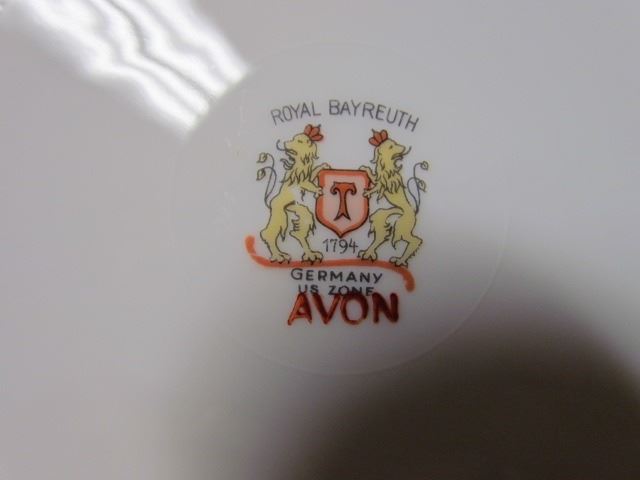 ROYAL BAYREUTH
T
1794
GERMANY
US ZONE
AVON